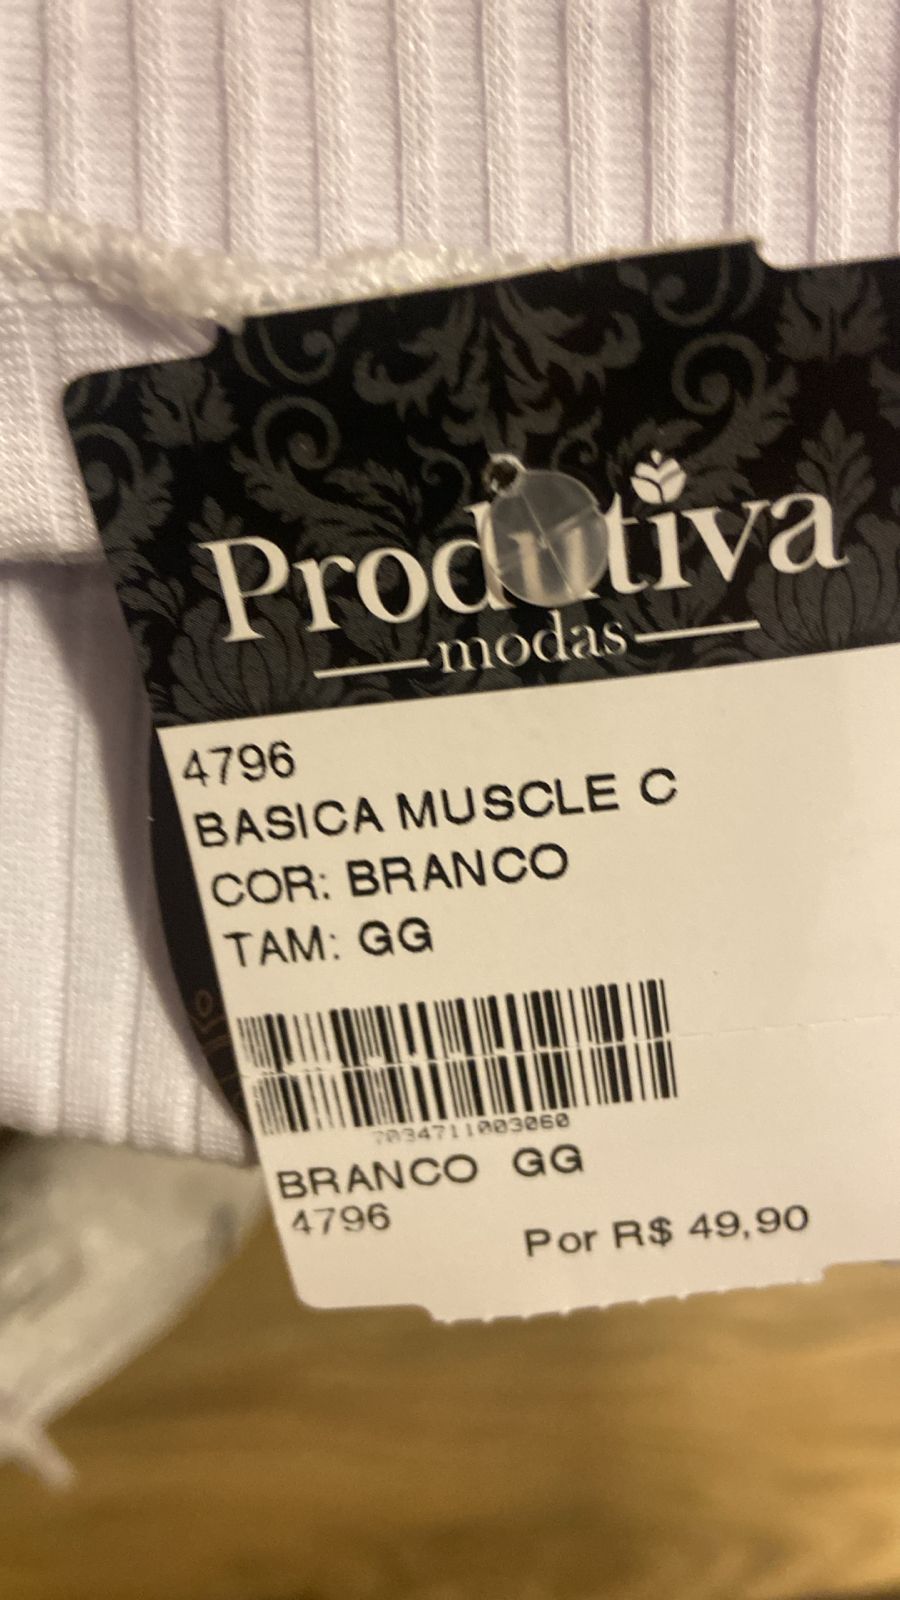 Produtiva
modas
4796
BASICA MUSCLE C
COR: BRANCO
TAM: GG
7034711003060
BRANCO GG
4796
Por R$ 49,90